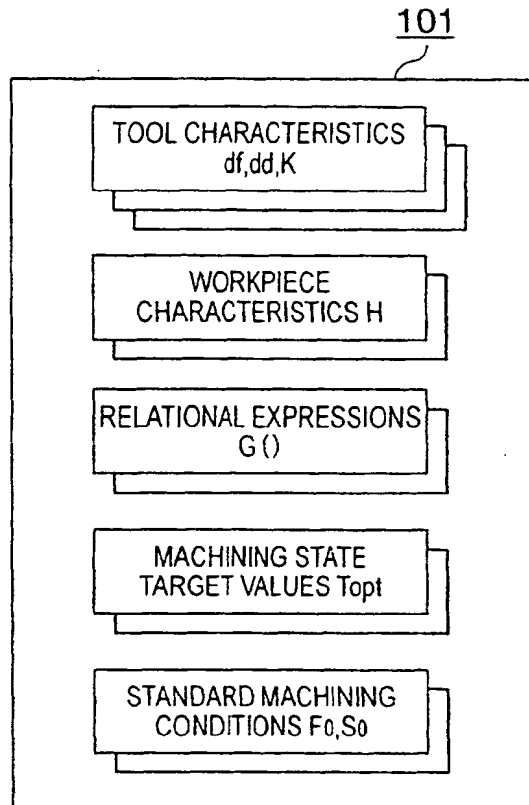 101
TOOL CHARACTERISTICS
df,dd,K
WORKPIECE
CHARACTERISTICS H
RELATIONAL EXPRESSIONS
G ()
MACHINING STATE
TARGET VALUES Topt
STANDARD MACHINING
CONDITIONS F0,S0